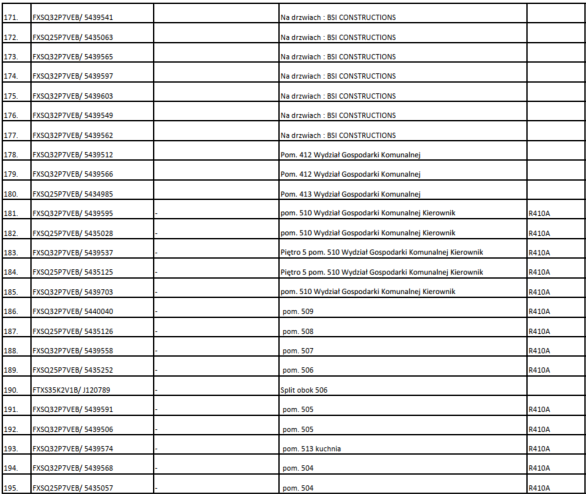 171. FXSQ32P7VEB/ 5439541 Na drzwiach : BSI CONSTRUCTIONS
172. FXSQ25P7VEB/ 5435063 Na drzwiach : BSI CONSTRUCTIONS
173. FXSQ32P7VEB/ 5439565 Na drzwiach : BSI CONSTRUCTIONS
174. FXSQ32P7VEB/ 5439597 Na drzwiach : BSI CONSTRUCTIONS
175. FXSQ32P7VEB/ 5439603 Na drzwiach : BSI CONSTRUCTIONS
176. FXSQ32P7VEB/ 5439549 Na drzwiach : BSI CONSTRUCTIONS
177. FXSQ32P7VEB/ 5439562 Na drzwiach : BSI CONSTRUCTIONS
178. FXSQ32P7VEB/ 5439512 Pom. 412 Wydział Gospodarki Komunalnej
179. FXSQ32P7VEB/ 5439566 Pom. 412 Wydział Gospodarki Komunalnej
180. FXSQ25P7VEB/ 5434985 Pom. 413 Wydział Gospodarki Komunalnej
181. FXSQ32P7VEB/ 5439595 - pom. 510 Wydział Gospodarki Komunalnej Kierownik R410A
182. FXSQ25P7VEB/ 5435028 - pom. 510 Wydział Gospodarki Komunalnej Kierownik R410A
183. FXSQ32P7VEB/ 5439537 - Piętro 5 pom. 510 Wydział Gospodarki Komunalnej Kierownik R410A
184. FXSQ25P7VEB/ 5435125 - Piętro 5 pom. 510 Wydział Gospodarki Komunalnej Kierownik R410A
185. FXSQ32P7VEB/ 5439703 - pom. 510 Wydział Gospodarki Komunalnej Kierownik R410A
186. FXSQ32P7VEB/ 5440040 - pom. 509 R410A
187. FXSQ25P7VEB/ 5435126 - pom. 508 R410A
188. FXSQ32P7VEB/ 5439558 - pom. 507 R410A
189. FXSQ25P7VEB/ 5435252 - pom. 506 R410A
190. FTXS35K2V1B/ J120789 - Split obok 506
191. FXSQ32P7VEB/ 5439591 - pom. 505 R410A
192. FXSQ32P7VEB/ 5439506 - pom. 505 R410A
193. FXSQ32P7VEB/ 5439574 - pom. 513 kuchnia R410A
194. FXSQ32P7VEB/ 5439568 - pom. 504 R410A
195. FXSQ25P7VEB/ 5435057 - pom. 504 R410A